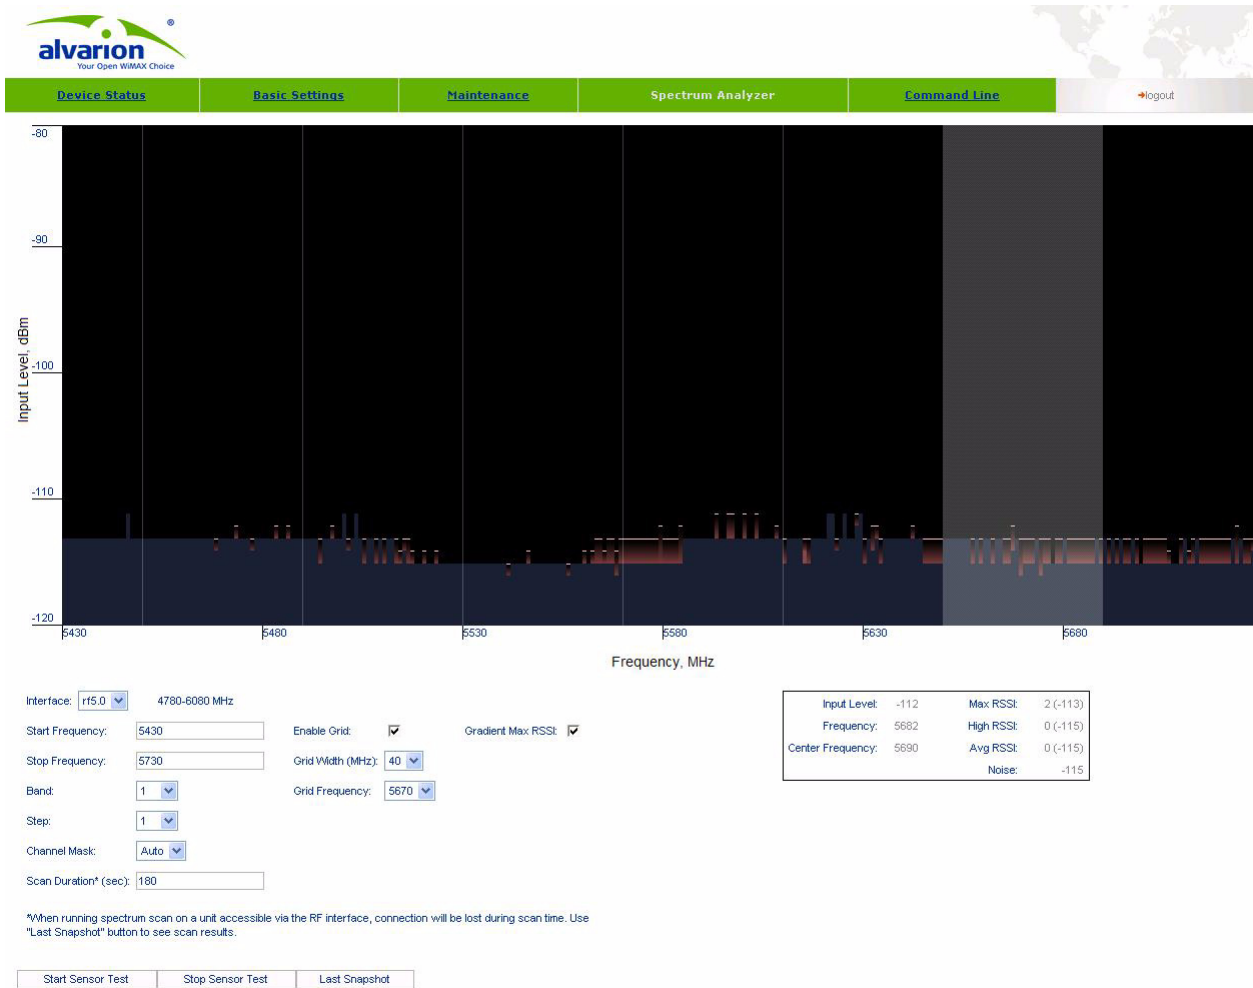 ®
alvarion
Your Open WiMAX Choice
Device Status Basic Settings Maintenance Spectrum Analyzer Command Line logout
-80
-90
-100
-110
-120
Input Level, dBm
5430 5480 5530 5580 5630 5680
Frequency, MHz
Interface: rf5.0 4780-6080 MHz
Start Frequency: 5430 Enable Grid: Gradient Max RSSI:
Stop Frequency: 5730 Grid Width (MHz): 40
Band: 1 Grid Frequency: 5670
Step: 1
Channel Mask: Auto
Scan Duration* (sec): 180
Input Level: -112 Max RSSI: 2 (-113)
Frequency: 5682 High RSSI: 0 (-115)
Center Frequency: 5690 Avg RSSI: 0 (-115)
Noise: -115
*When running spectrum scan on a unit accessible via the RF interface, connection will be lost during scan time. Use
"Last Snapshot" button to see scan results.
Start Sensor Test Stop Sensor Test Last Snapshot